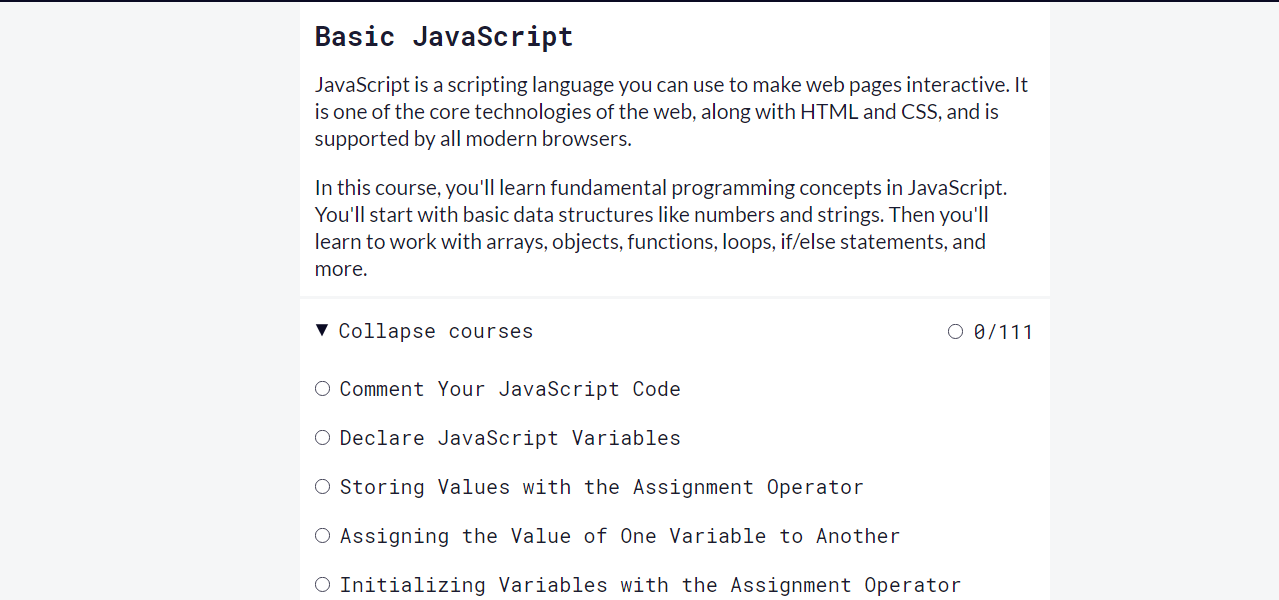 Basic JavaScript
JavaScript is a scripting language you can use to make web pages interactive. It
is one of the core technologies of the web, along with HTML and CSS, and is
supported by all modern browsers.
In this course, you'll learn fundamental programming concepts in JavaScript.
You'll start with basic data structures like numbers and strings. Then you'll
learn to work with arrays, objects, functions, loops, if/else statements, and
more.
Collapse courses 0/111
Comment Your JavaScript Code
Declare JavaScript Variables
Storing Values with the Assignment Operator
Assigning the Value of One Variable to Another
Initializing Variables with the Assignment Operator